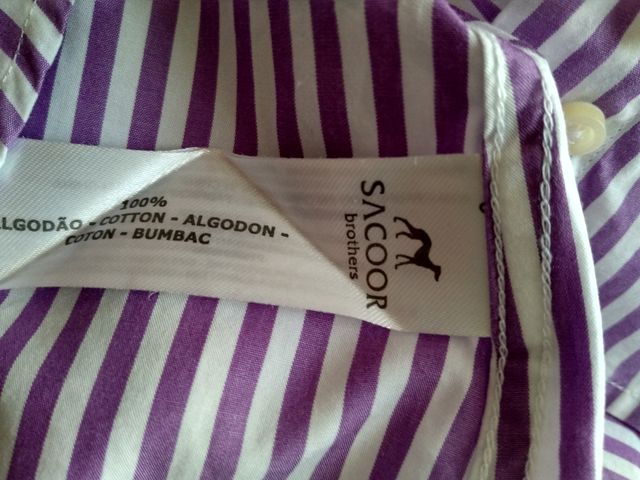 100%
ALGODÃO - COTTON - ALGODON -
COTON - BUMBAC
SACOOR
brothers